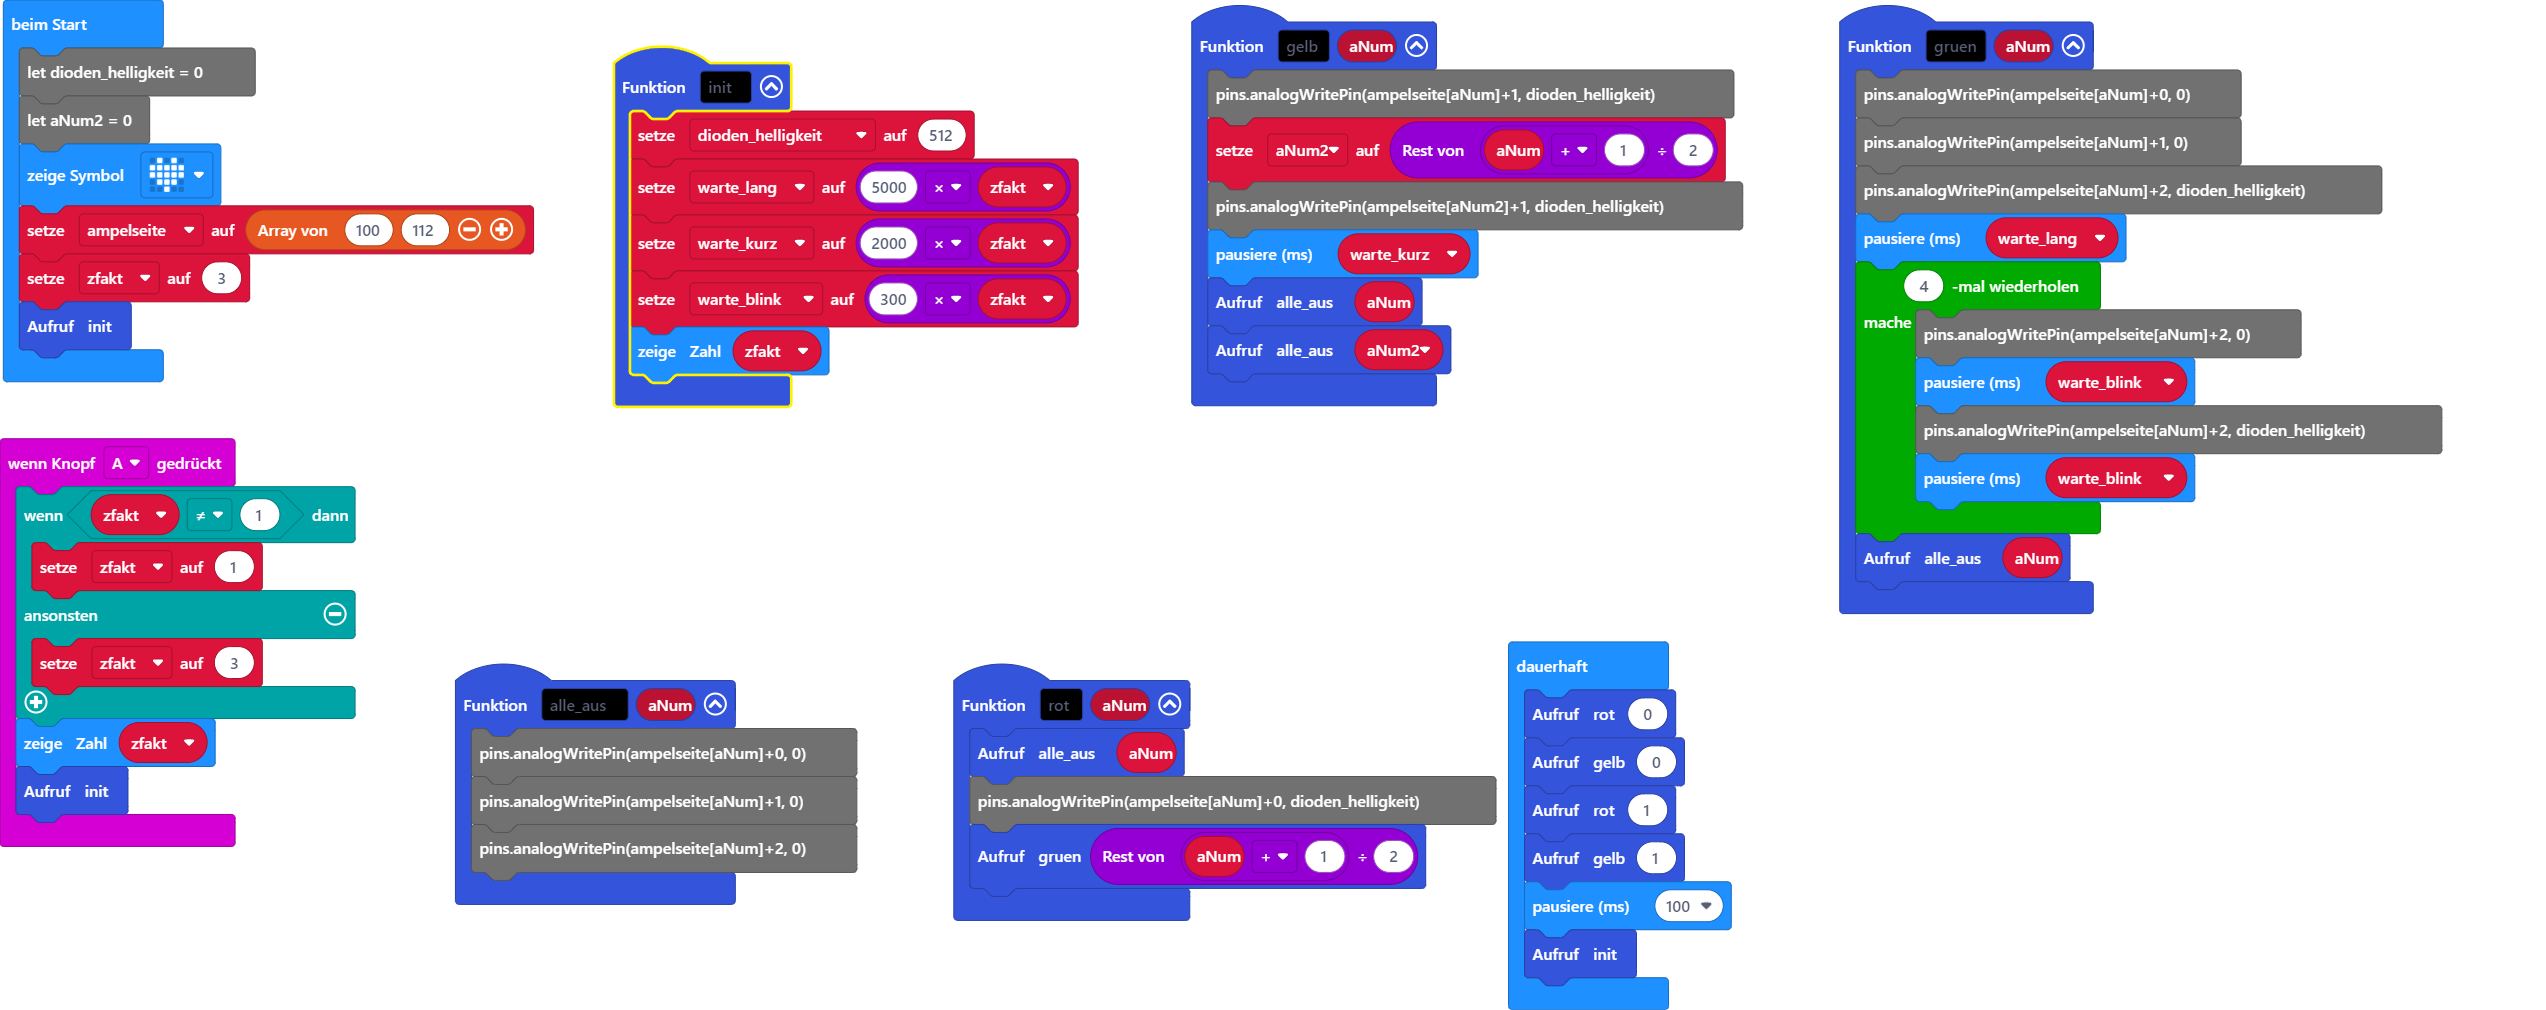 beim Start
let dioden_helligkeit = 0
let aNum2 = 0
zeige Symbol
setze ampelseite auf Array von 100 112
setze zfakt auf 3
Aufruf init
Funktion init
setze dioden_helligkeit auf 512
setze warte_lang auf 5000 × zfakt
setze warte_kurz auf 2000 × zfakt
setze warte_blink auf 300 × zfakt
zeige Zahl zfakt
Funktion gelb aNum
pins.analogWritePin(ampelseite[aNum]+1, dioden_helligkeit)
setze aNum2 auf Rest von aNum + 1 ÷ 2
pins.analogWritePin(ampelseite[aNum2]+1, dioden_helligkeit)
pausiere (ms) warte_kurz
Aufruf alle_aus aNum
Aufruf alle_aus aNum2
Funktion gruen aNum
pins.analogWritePin(ampelseite[aNum]+0, 0)
pins.analogWritePin(ampelseite[aNum]+1, 0)
pins.analogWritePin(ampelseite[aNum]+2, dioden_helligkeit)
pausiere (ms) warte_lang
4 -mal wiederholen
mache
pins.analogWritePin(ampelseite[aNum]+2, 0)
pausiere (ms) warte_blink
pins.analogWritePin(ampelseite[aNum]+2, dioden_helligkeit)
pausiere (ms) warte_blink
Aufruf alle_aus aNum
wenn Knopf A gedrückt
wenn zfakt ≠ 1 dann
setze zfakt auf 1
ansonsten
setze zfakt auf 3
zeige Zahl zfakt
Aufruf init
Funktion alle_aus aNum
pins.analogWritePin(ampelseite[aNum]+0, 0)
pins.analogWritePin(ampelseite[aNum]+1, 0)
pins.analogWritePin(ampelseite[aNum]+2, 0)
Funktion rot aNum
Aufruf alle_aus aNum
pins.analogWritePin(ampelseite[aNum]+0, dioden_helligkeit)
Aufruf gruen Rest von aNum + 1 ÷ 2
dauerhaft
Aufruf rot 0
Aufruf gelb 0
Aufruf rot 1
Aufruf gelb 1
pausiere (ms) 100
Aufruf init